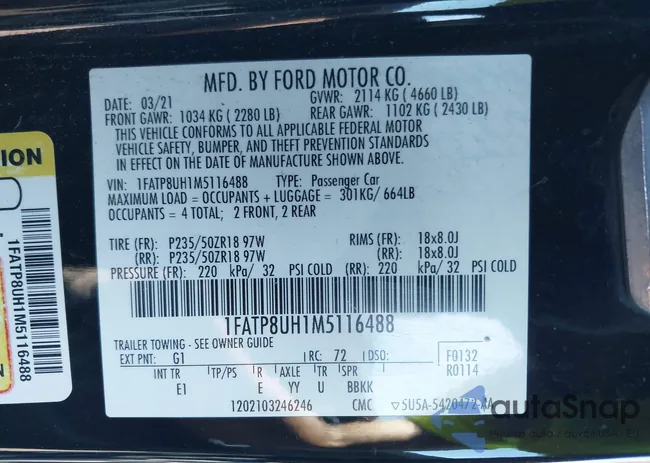 MFD. BY FORD MOTOR CO.
DATE: 03/21 GVWR: 2114 KG ( 4660 LB)
FRONT GAWR: 1034 KG ( 2280 LB) REAR GAWR: 1102 KG ( 2430 LB)
THIS VEHICLE CONFORMS TO ALL APPLICABLE FEDERAL MOTOR
VEHICLE SAFETY, BUMPER, AND THEFT PREVENTION STANDARDS
IN EFFECT ON THE DATE OF MANUFACTURE SHOWN ABOVE.
VIN: 1FATP8UH1M5116488 TYPE: Passenger Car
MAXIMUM LOAD = OCCUPANTS + LUGGAGE = 301KG/ 664LB
OCCUPANTS = 4 TOTAL; 2 FRONT, 2 REAR
TIRE (FR): P235/50ZR18 97W RIMS (FR): 18x8.0J
(RR): P235/50ZR18 97W (RR): 18x8.0J
PRESSURE (FR): 220 kPa/ 32 PSI COLD (RR): 220 kPa/ 32 PSI COLD
1FATP8UH1M5116488
TRAILER TOWING - SEE OWNER GUIDE
EXT PNT: G1 RC: 72 DSO: F0132
INT TR TP/PS R AXLE TR SPR R0114
E1 E YY U BBKK
1202103246246 CMC 5U5A-5420472-AA
TION
1FATP8UH1M5116488
N
autoSnap